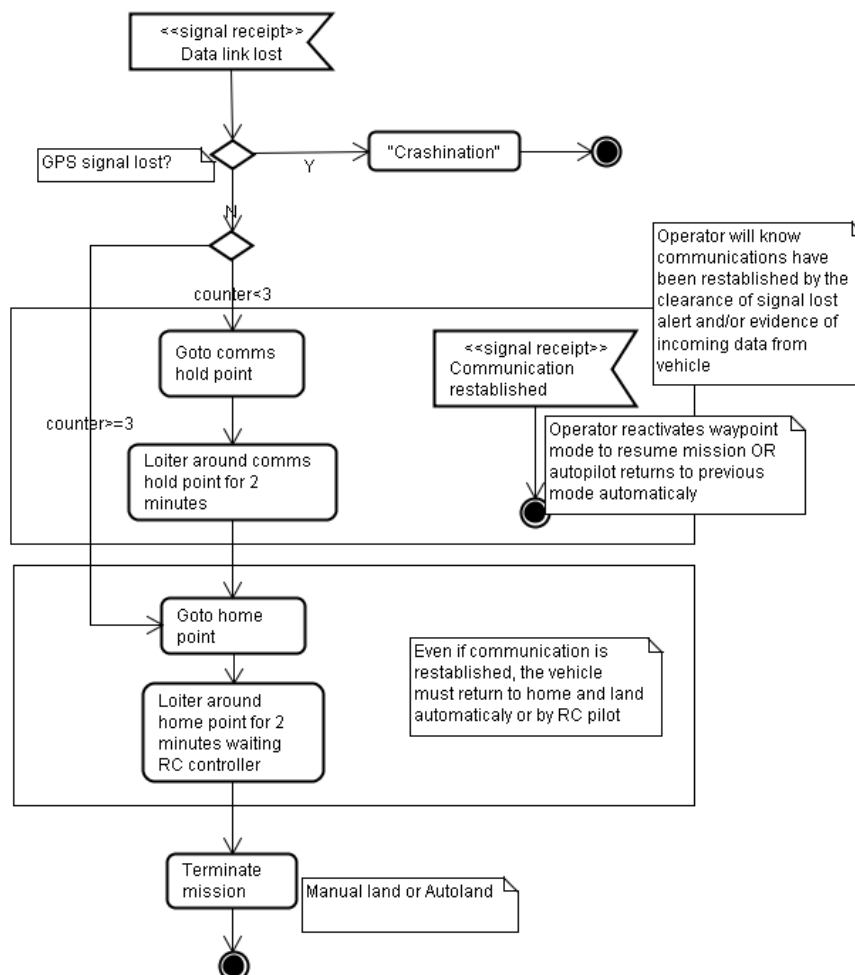 <<signal receipt>>
Data link lost
GPS signal lost?
"Crashination"
Y
N
Operator will know
communications have
been restablished by the
clearance of signal lost
alert and/or evidence of
incoming data from
vehicle
counter<3
Goto comms
hold point
<<signal receipt>>
Communication
restablished
counter>=3
Operator reactivates waypoint
mode to resume mission OR
autopilot returns to previous
mode automaticaly
Loiter around comms
hold point for 2
minutes
Goto home
point
Even if communication is
restablished, the vehicle
must return to home and land
automaticaly or by RC pilot
Loiter around
home point for 2
minutes waiting
RC controller
Terminate
mission
Manual land or Autoland